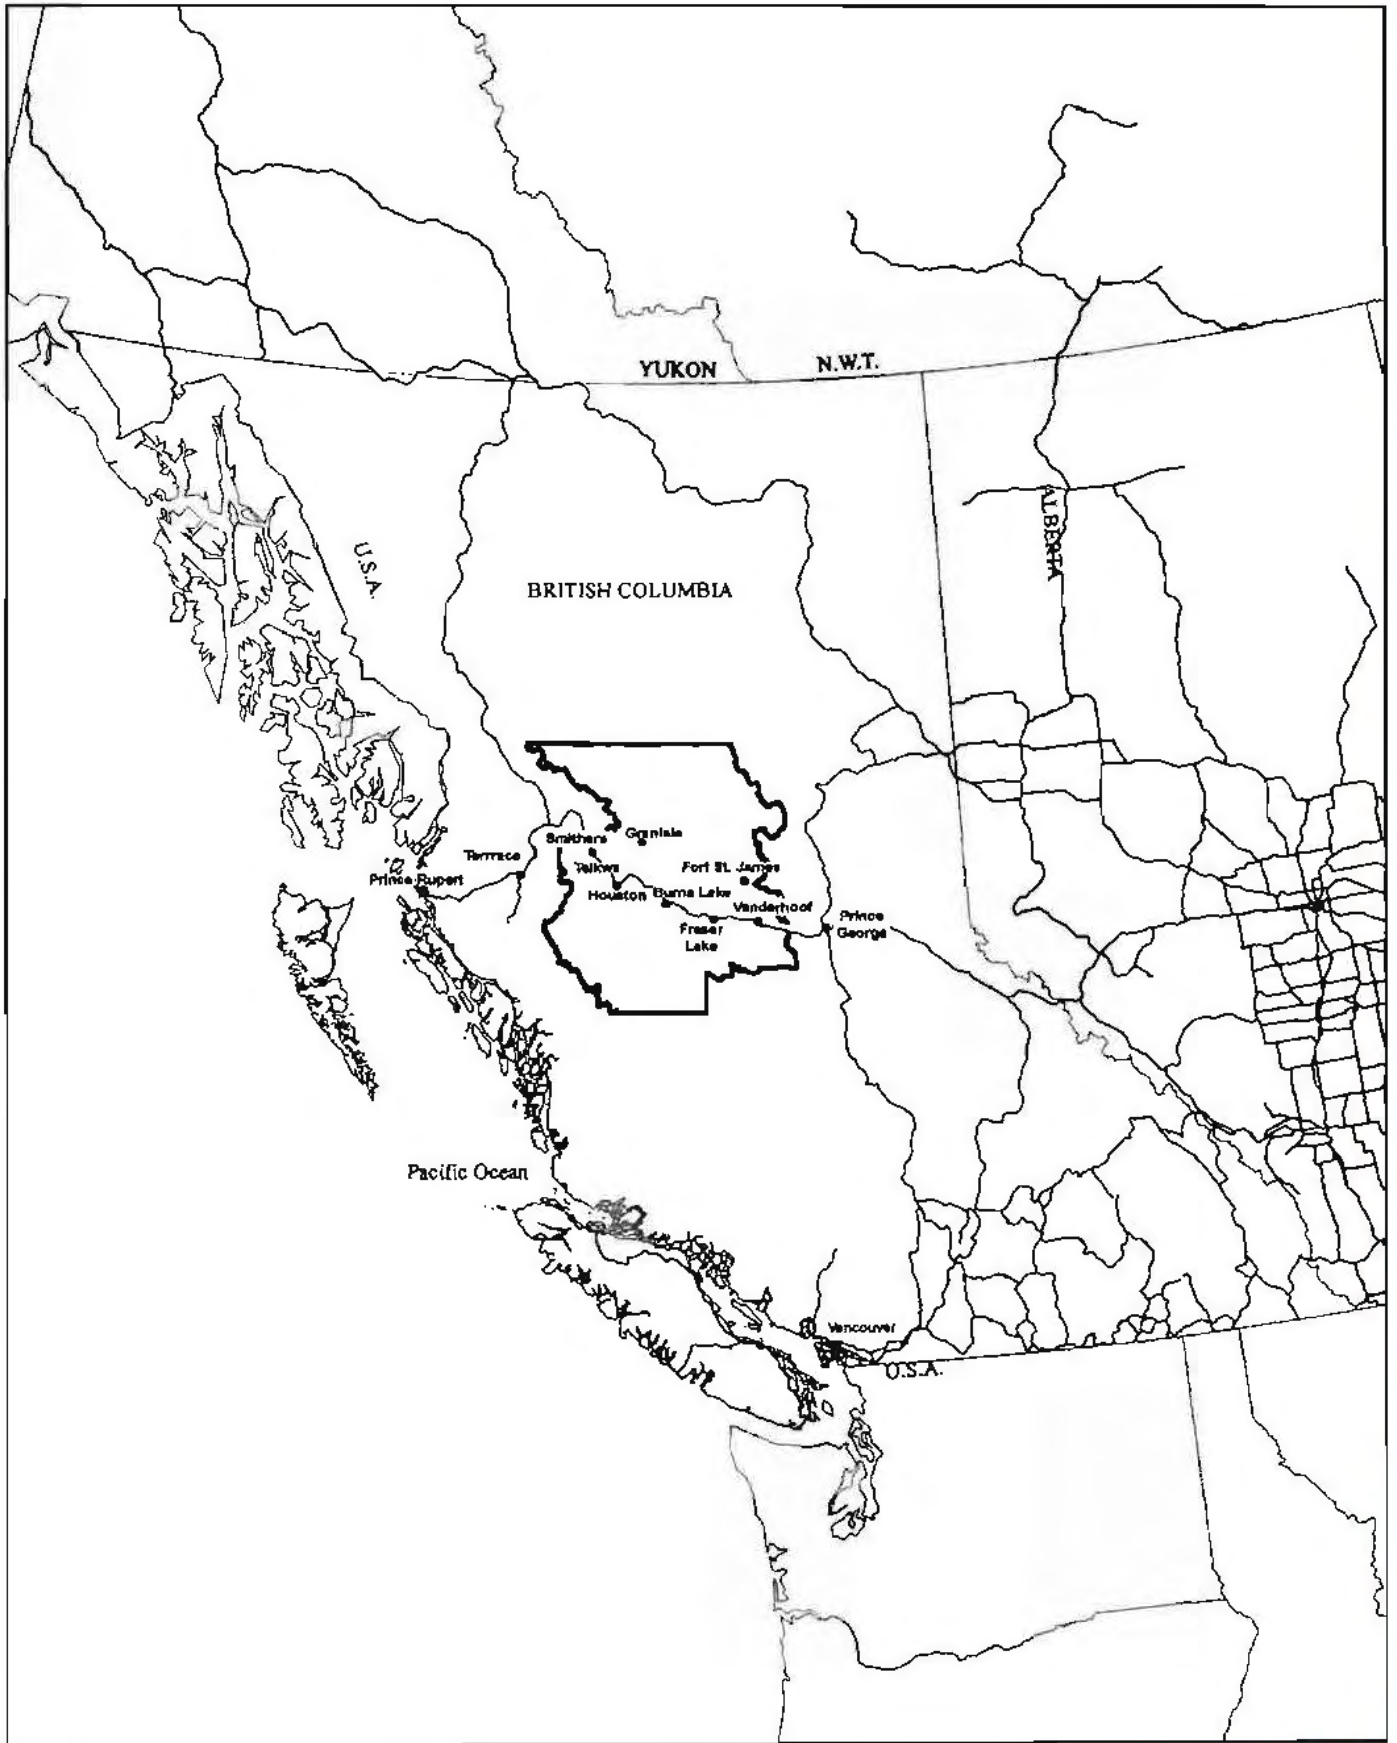 YUKON
N.W.T.
ALBERTA
U.S.A.
BRITISH COLUMBIA
Smithers
Granisle
Terrrace
Telkwa
Fort St. James
Prince Rupert
Houston
Burns Lake
Vanderhoof
Prince
George
Fraser
Lake
Pacific Ocean
Vancouver
U.S.A.